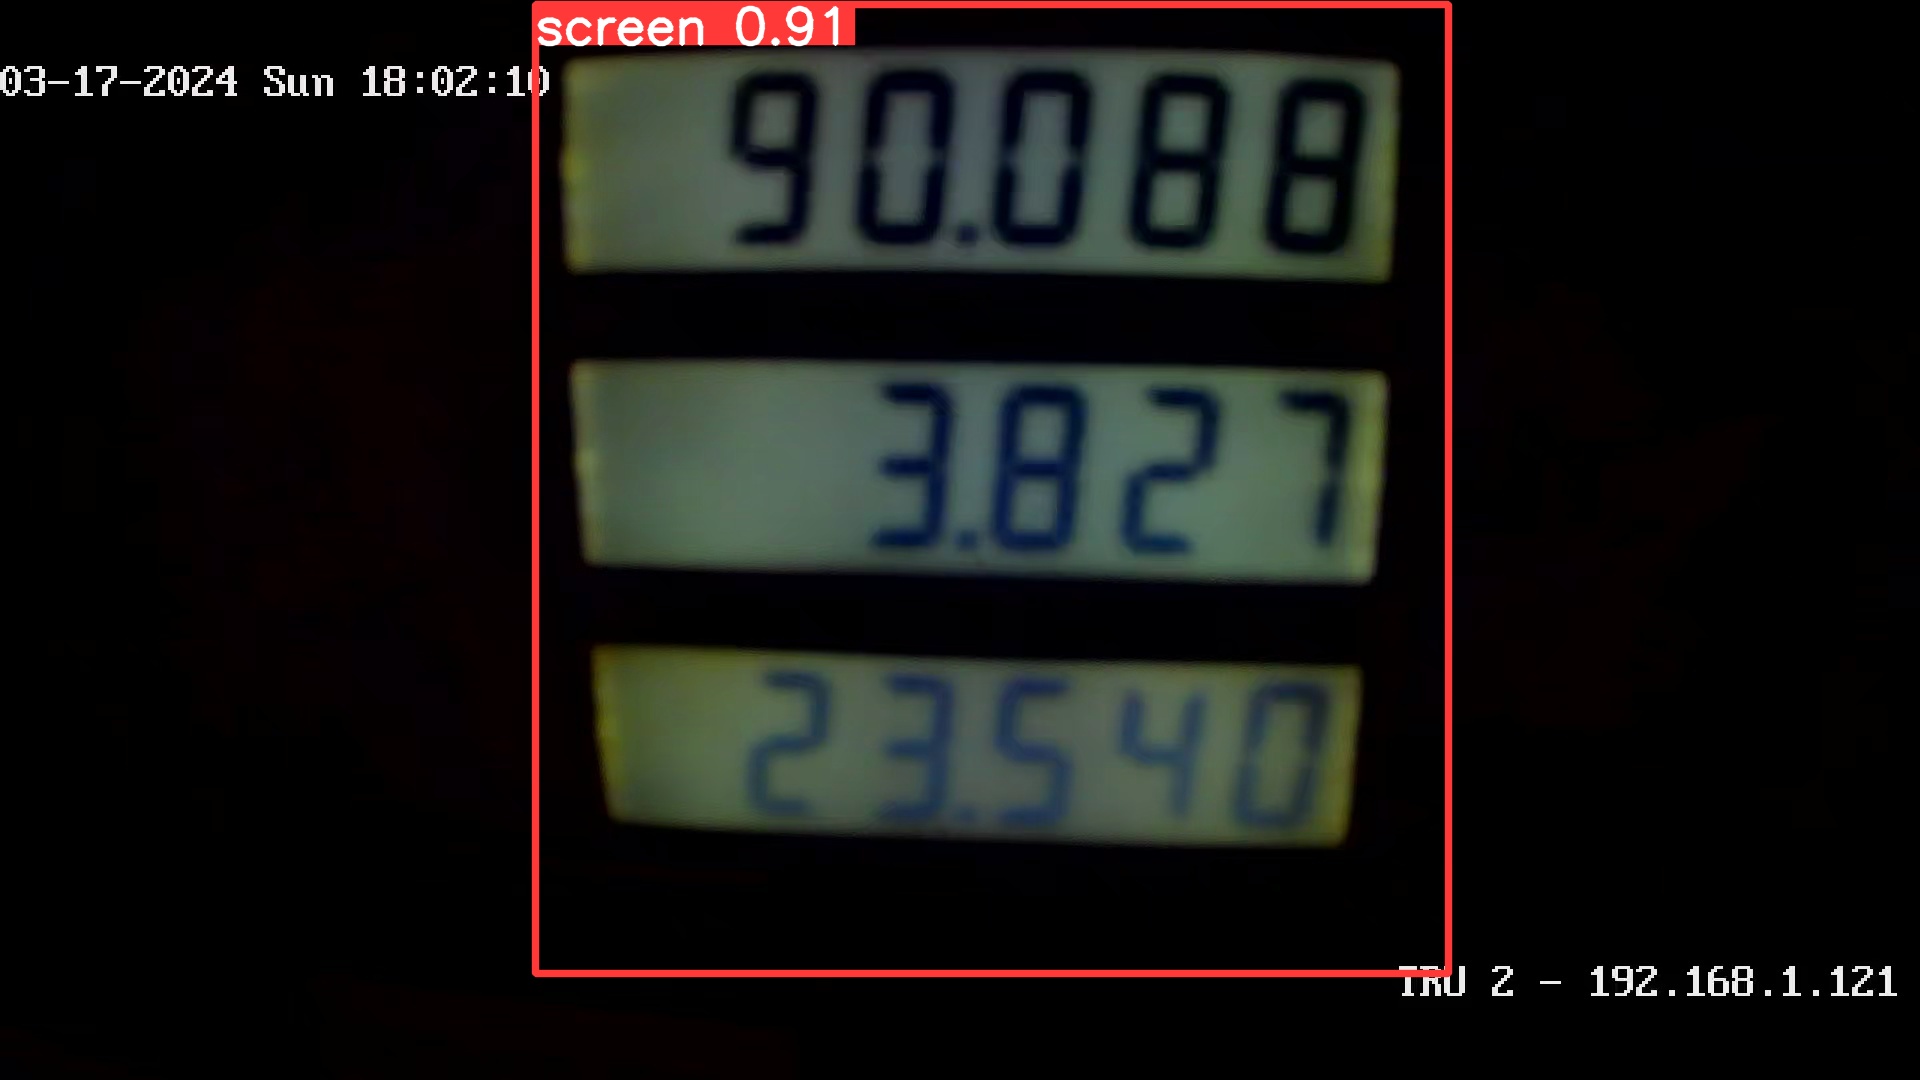 screen 0.91
03-17-2024 Sun 18:02:10
90.088
3.827
23.540
TRU 2 - 192.168.1.121